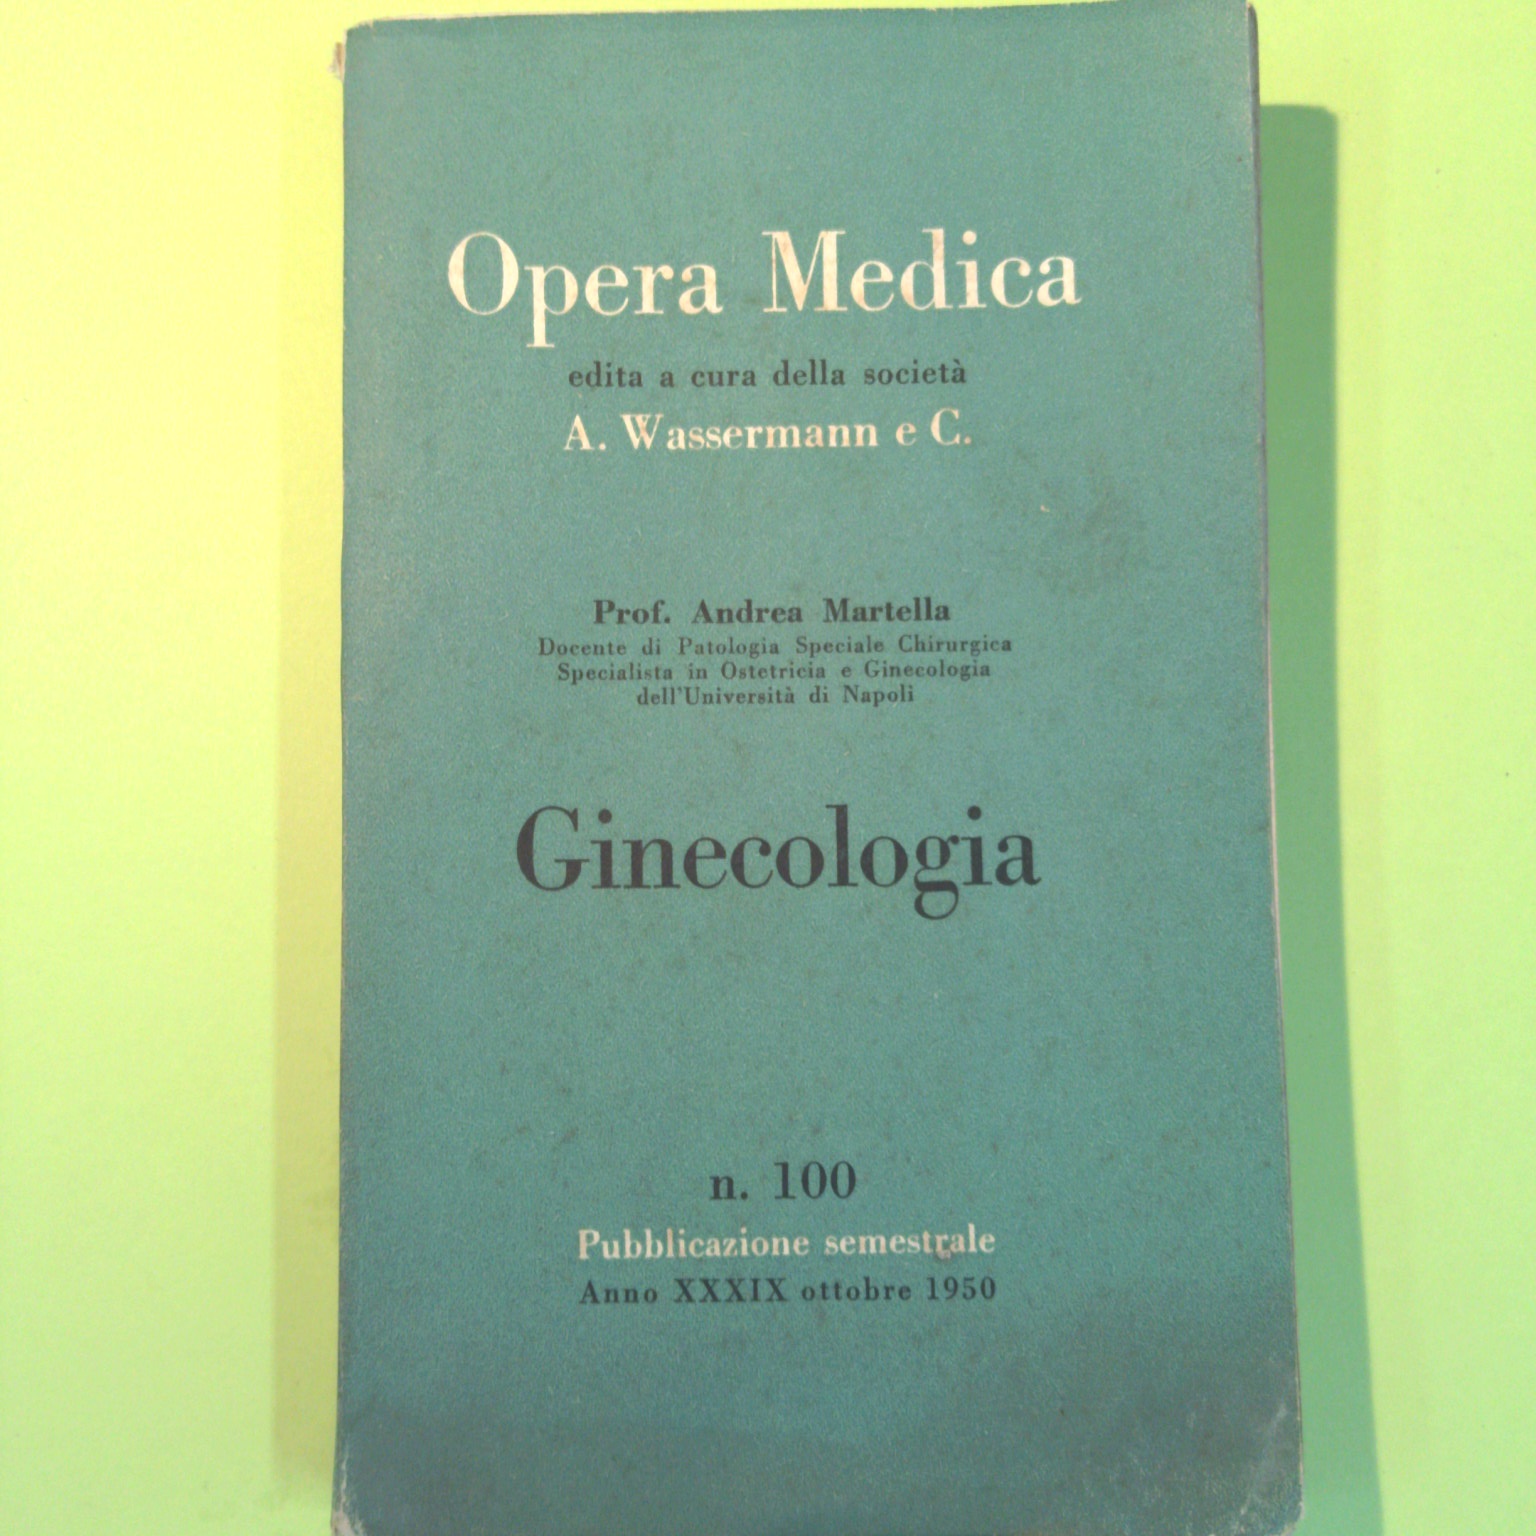 Opera Medica
edita a cura della società
A. Wassermann e C.
Prof. Andrea Martella
Docente di Patologia Speciale Chirurgica
Specialista in Ostetricia e Ginecologia
dell'Università di Napoli
Ginecologia
n. 100
Pubblicazione semestrale
Anno XXXIX ottobre 1950